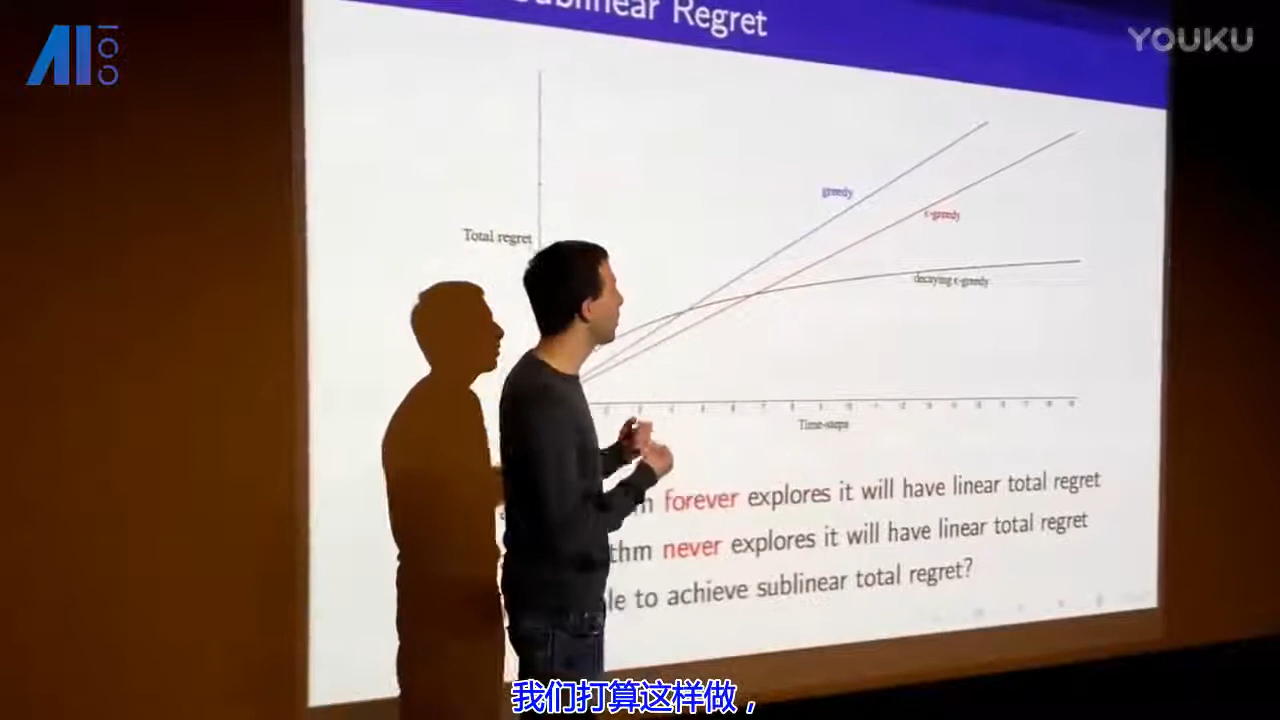 AI
100
YOUKU
Sublinear Regret
greedy
ϵ-greedy
Total regret
decaying ϵ-greedy
Time-steps
forever explores it will have linear total regret
thm never explores it will have linear total regret
le to achieve sublinear total regret?
我们打算这样做，